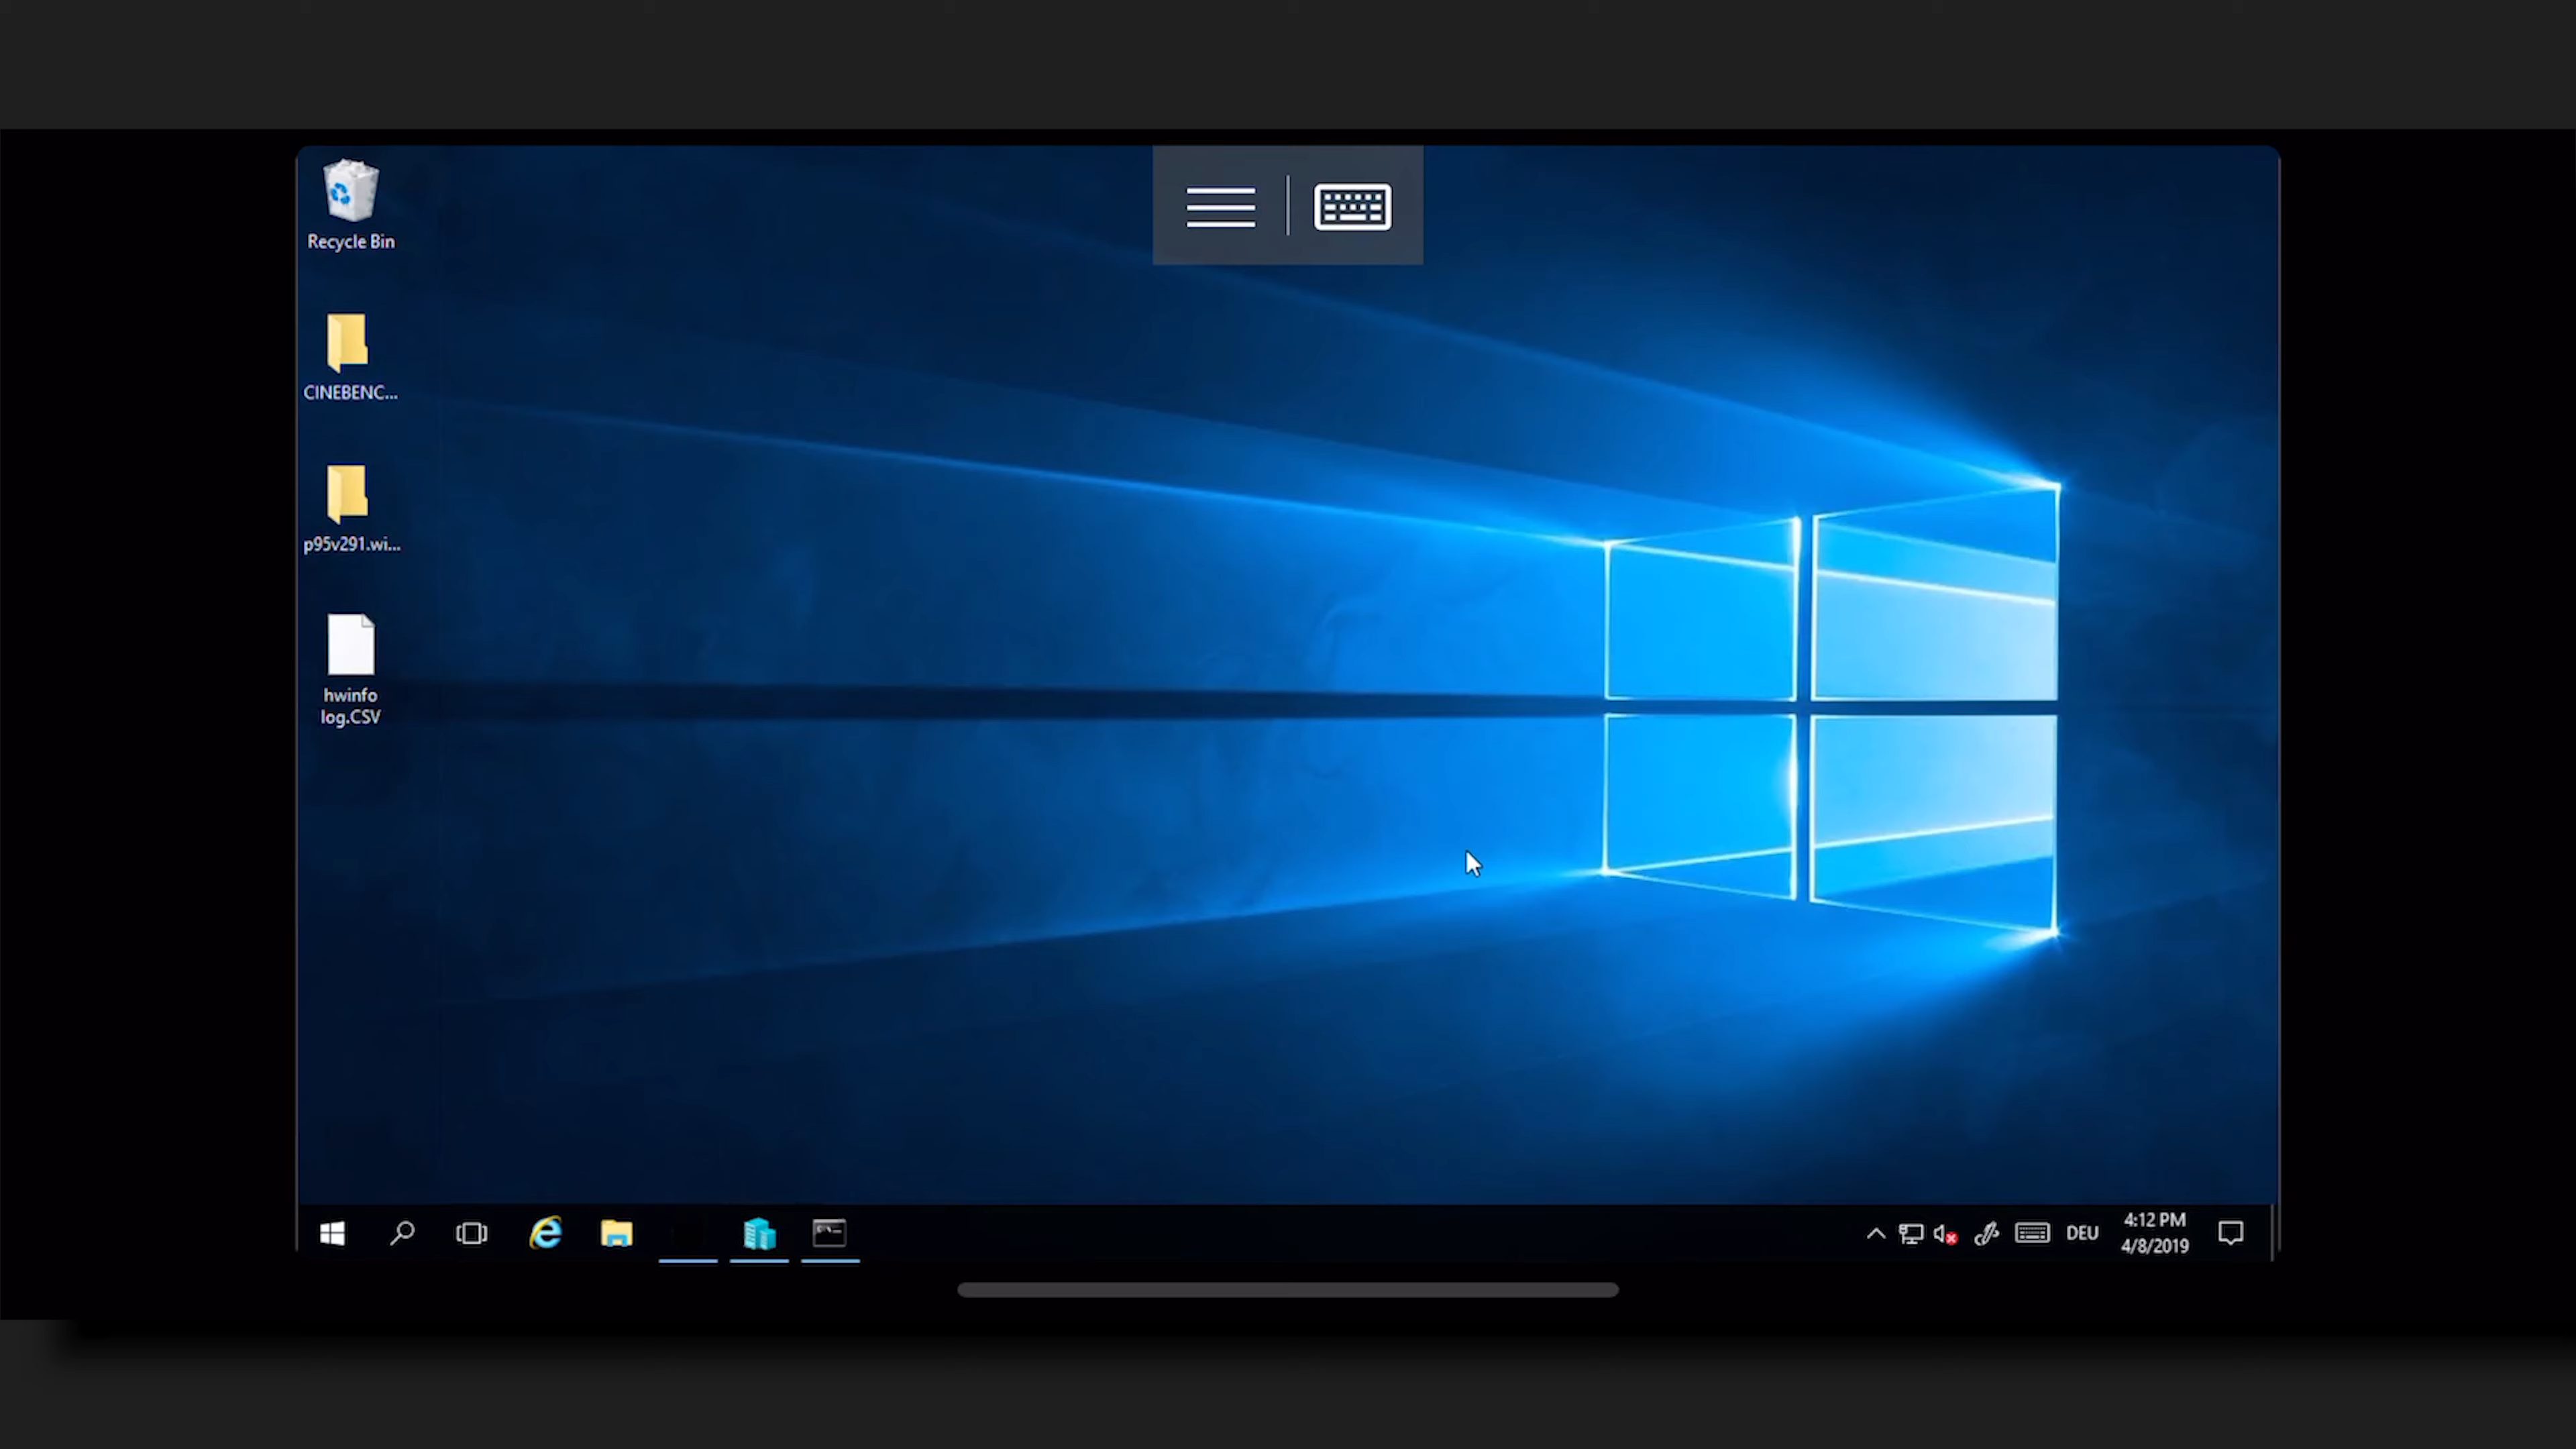 Recycle Bin
CINEBENC...
p95v291.wi...
hwinfo
log.CSV
DEU
4:12 PM
4/8/2019